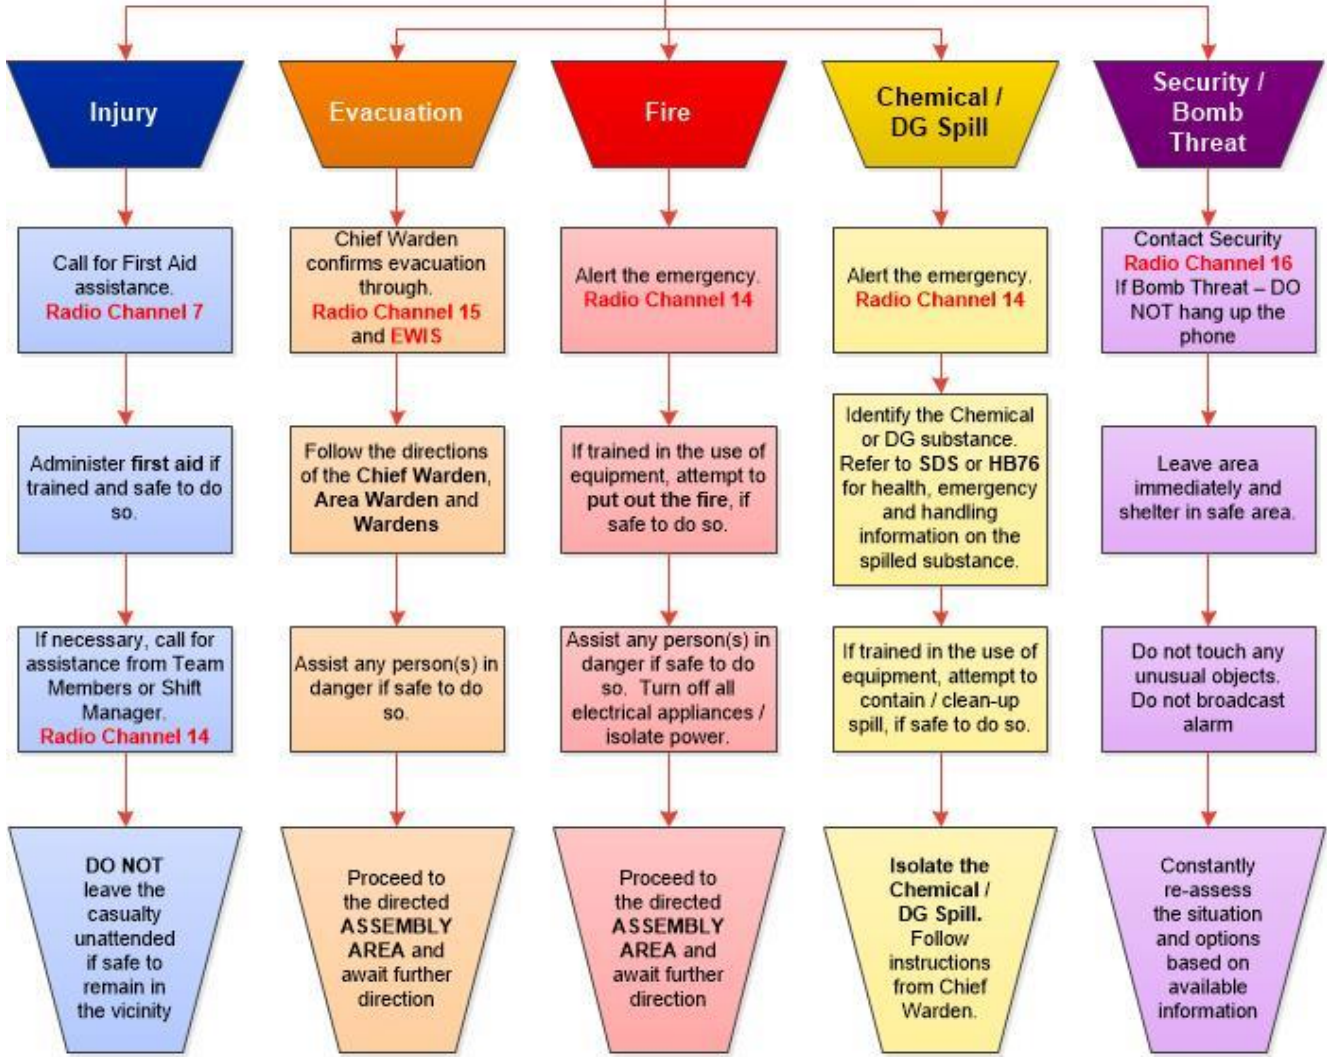 Injury
Evacuation
Fire
Chemical /
DG Spill
Security /
Bomb
Threat
Call for First Aid
assistance.
Radio Channel 7
Chief Warden
confirms evacuation
through.
Radio Channel 15
and EWIS
Alert the emergency.
Radio Channel 14
Alert the emergency.
Radio Channel 14
Contact Security
Radio Channel 16
If Bomb Threat – DO
NOT hang up the
phone
Administer first aid if
trained and safe to do
so.
Follow the directions
of the Chief Warden,
Area Warden and
Wardens
If trained in the use of
equipment, attempt to
put out the fire, if
safe to do so.
Identify the Chemical
or DG substance.
Refer to SDS or HB76
for health, emergency
and handling
information on the
spilled substance.
Leave area
immediately and
shelter in safe area.
If necessary, call for
assistance from Team
Members or Shift
Manager.
Radio Channel 14
Assist any person(s) in
danger if safe to do
so.
Assist any person(s) in
danger if safe to do
so. Turn off all
electrical appliances /
isolate power.
If trained in the use of
equipment, attempt to
contain / clean-up
spill, if safe to do so.
Do not touch any
unusual objects.
Do not broadcast
alarm
DO NOT
leave the
casualty
unattended
if safe to
remain in
the vicinity
Proceed to
the directed
ASSEMBLY
AREA and
await further
direction
Proceed to
the directed
ASSEMBLY
AREA and
await further
direction
Isolate the
Chemical /
DG Spill.
Follow
instructions
from Chief
Warden.
Constantly
re-assess
the situation
and options
based on
available
information